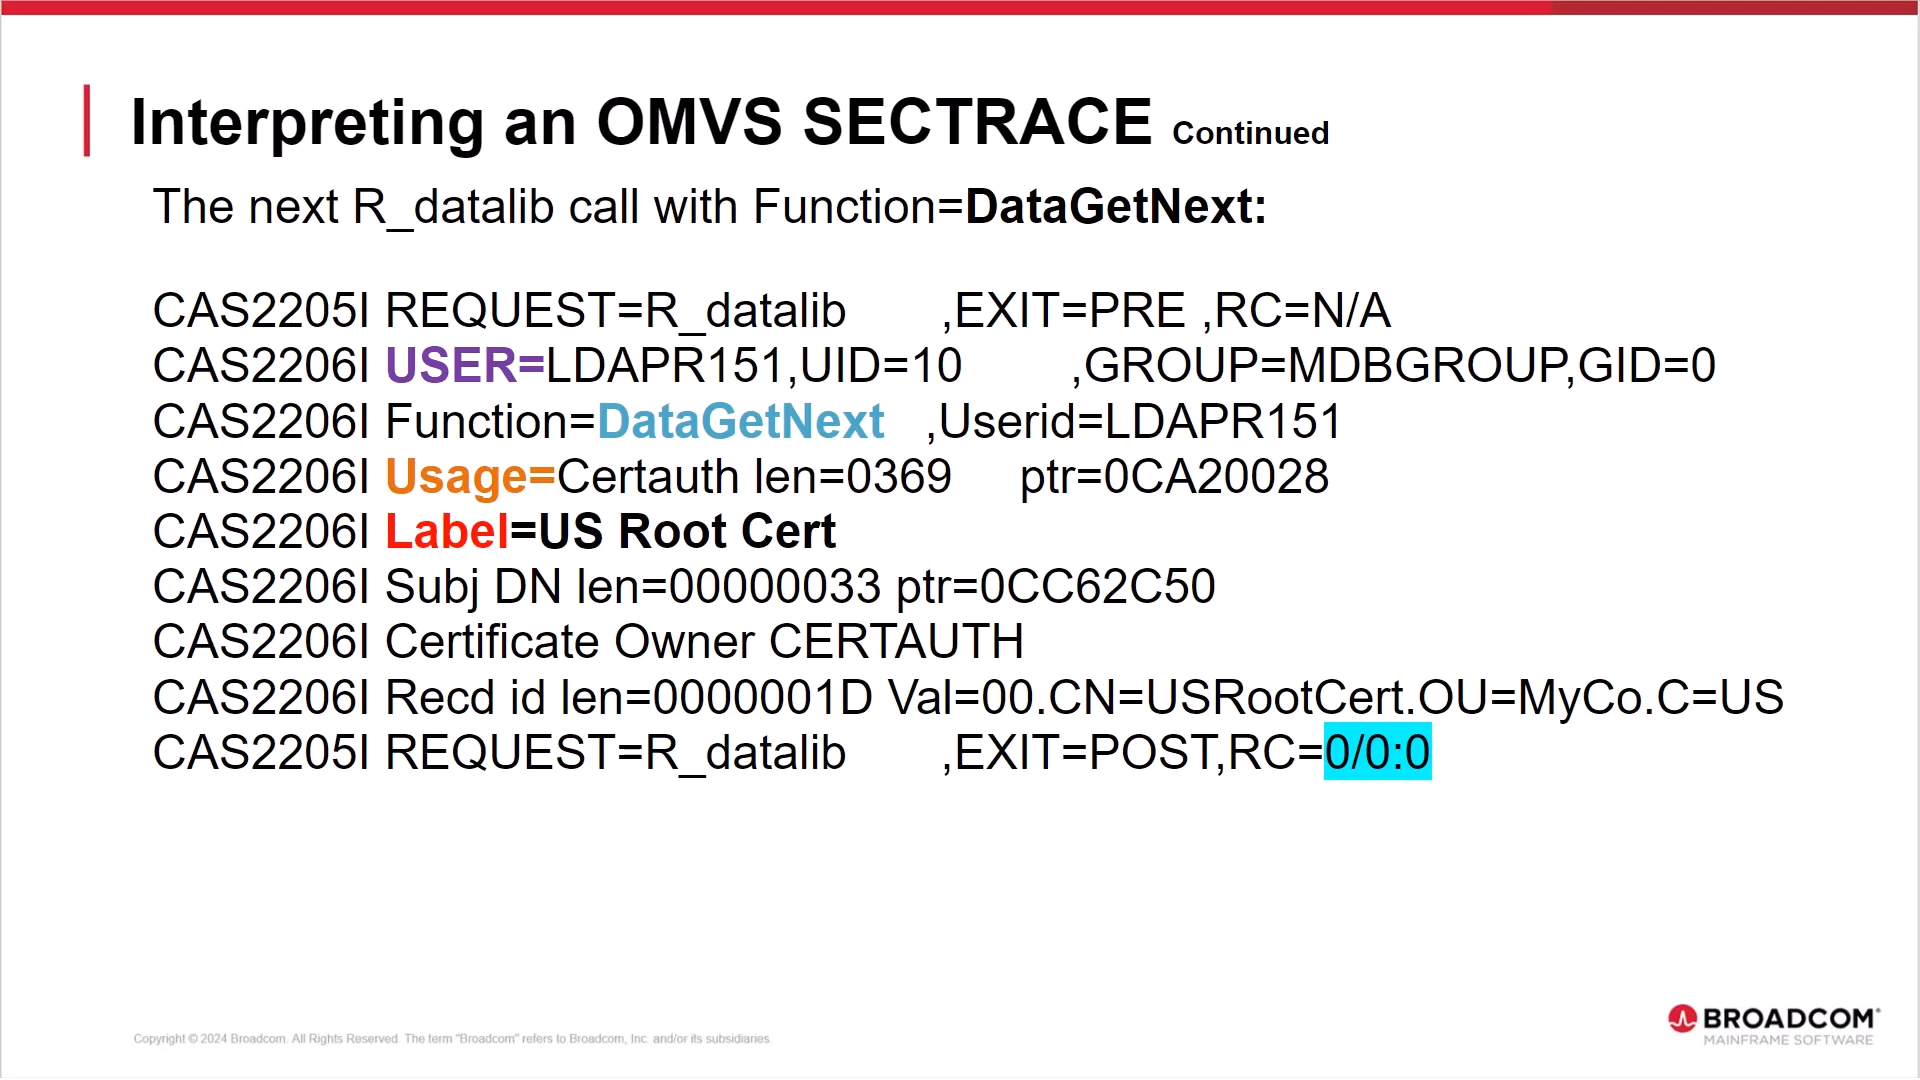 Interpreting an OMVS SECTRACE Continued
The next R_datalib call with Function=DataGetNext:
CAS2205I REQUEST=R_datalib ,EXIT=PRE ,RC=N/A
CAS2206I USER=LDAPR151,UID=10 ,GROUP=MDBGROUP,GID=0
CAS2206I Function=DataGetNext ,Userid=LDAPR151
CAS2206I Usage=Certauth len=0369 ptr=0CA20028
CAS2206I Label=US Root Cert
CAS2206I Subj DN len=00000033 ptr=0CC62C50
CAS2206I Certificate Owner CERTAUTH
CAS2206I Recd id len=0000001D Val=00.CN=USRootCert.OU=MyCo.C=US
CAS2205I REQUEST=R_datalib ,EXIT=POST,RC=0/0:0
Copyright © 2024 Broadcom. All Rights Reserved. The term "Broadcom" refers to Broadcom, Inc. and/or its subsidiaries.
BROADCOM
MAINFRAME SOFTWARE